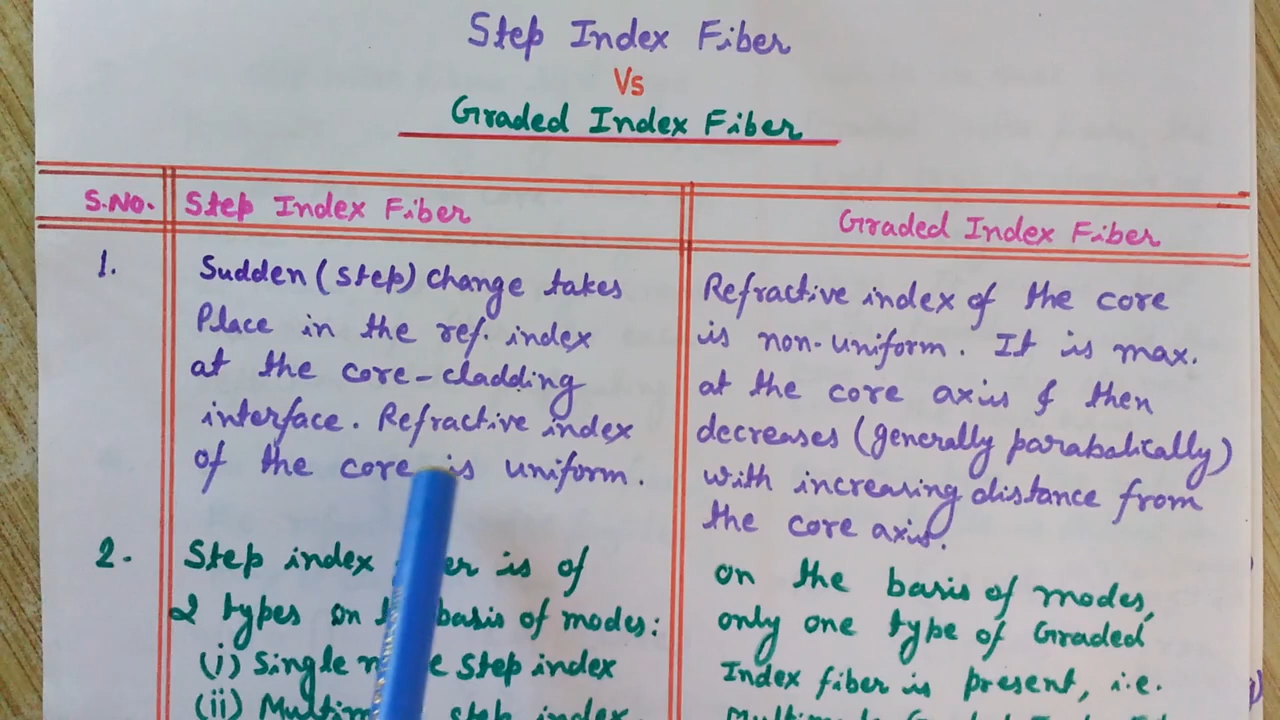 Step Index Fiber
Vs
Graded Index Fiber
S.No. Step Index Fiber Graded Index Fiber
1.
Sudden (step) change takes
Place in the ref. index
at the core-cladding
interface. Refractive index
of the core is uniform.
Refractive index of the core
is non-uniform. It is max.
at the core axis & then
decreases (generally parabalically)
with increasing distance from
the core axis.
2.
Step index is of
2 types on basis of modes:
(i) Single step index
(ii) step index.
on the basis of modes,
only one type of Graded
Index fiber is present, i.e.